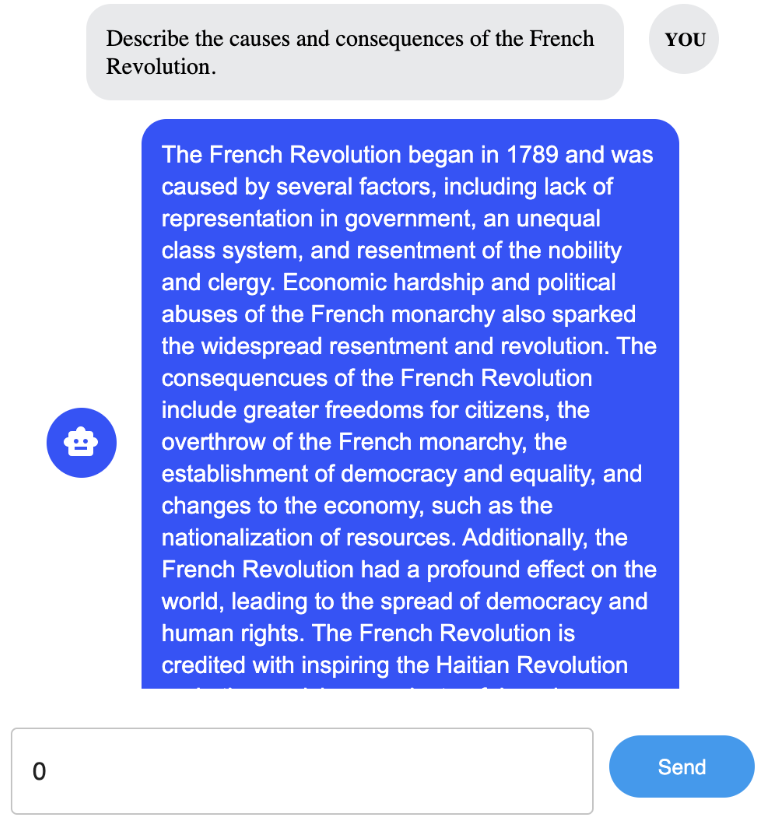 Describe the causes and consequences of the French
Revolution.
YOU
The French Revolution began in 1789 and was
caused by several factors, including lack of
representation in government, an unequal
class system, and resentment of the nobility
and clergy. Economic hardship and political
abuses of the French monarchy also sparked
the widespread resentment and revolution. The
consequencues of the French Revolution
include greater freedoms for citizens, the
overthrow of the French monarchy, the
establishment of democracy and equality, and
changes to the economy, such as the
nationalization of resources. Additionally, the
French Revolution had a profound effect on the
world, leading to the spread of democracy and
human rights. The French Revolution is
credited with inspiring the Haitian Revolution
0
Send